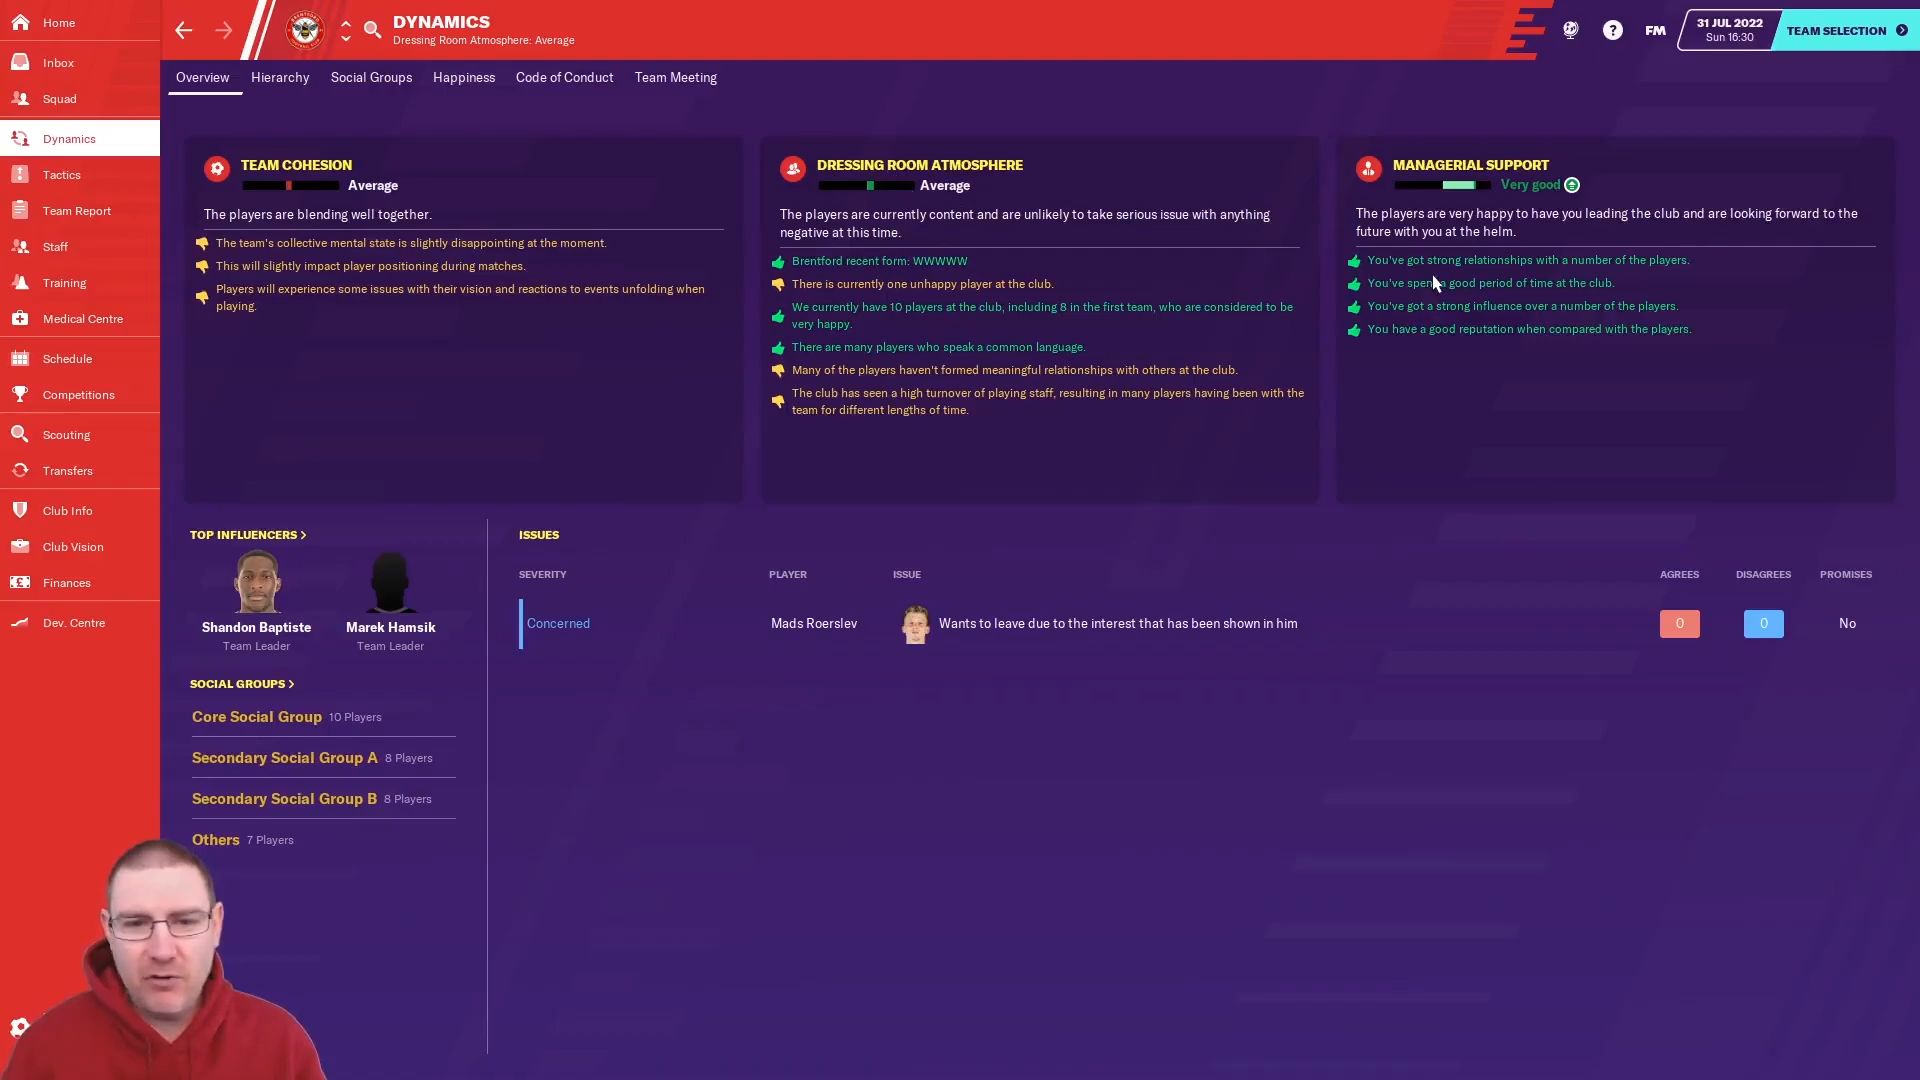 Home
Inbox
Squad
Dynamics
Tactics
Team Report
Staff
Training
Medical Centre
Schedule
Competitions
Scouting
Transfers
Club Info
Club Vision
Finances
Dev. Centre
DYNAMICS
Dressing Room Atmosphere: Average
?
FM
31 JUL 2022
Sun 16:30
TEAM SELECTION
Overview Hierarchy Social Groups Happiness Code of Conduct Team Meeting
TEAM COHESION
Average
The players are blending well together.
The team's collective mental state is slightly disappointing at the moment.
This will slightly impact player positioning during matches.
Players will experience some issues with their vision and reactions to events unfolding when
playing.
DRESSING ROOM ATMOSPHERE
Average
The players are currently content and are unlikely to take serious issue with anything
negative at this time.
Brentford recent form: WWWWW
There is currently one unhappy player at the club.
We currently have 10 players at the club, including 8 in the first team, who are considered to be
very happy.
There are many players who speak a common language.
Many of the players haven't formed meaningful relationships with others at the club.
The club has seen a high turnover of playing staff, resulting in many players having been with the
team for different lengths of time.
MANAGERIAL SUPPORT
Very good
The players are very happy to have you leading the club and are looking forward to the
future with you at the helm.
You've got strong relationships with a number of the players.
You've a good period of time at the club.
You've got a strong influence over a number of the players.
You have a good reputation when compared with the players.
TOP INFLUENCERS >
Shandon Baptiste
Team Leader
Marek Hamsik
Team Leader
SOCIAL GROUPS >
Core Social Group 10 Players
Secondary Social Group A 8 Players
Secondary Social Group B 8 Players
Others 7 Players
ISSUES
SEVERITY PLAYER ISSUE AGREES DISAGREES PROMISES
Concerned Mads Roerslev Wants to leave due to the interest that has been shown in him 0 0 No